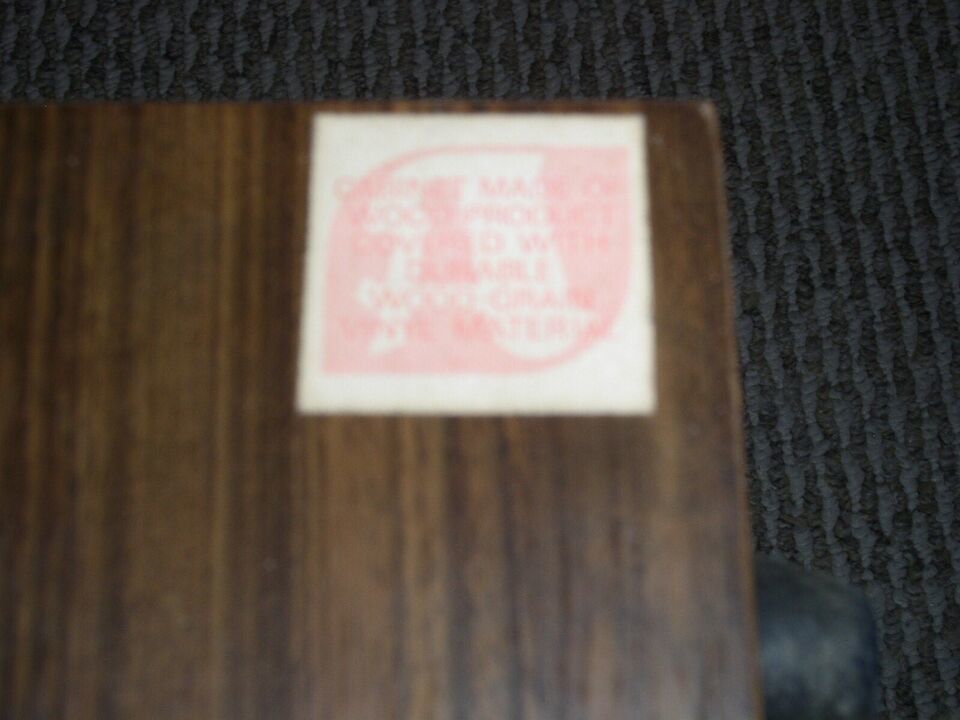 CABINET MADE OF
WOOD PRODUCT
COVERED WITH
DURABLE
WOOD-GRAIN
VINYL MATERIAL